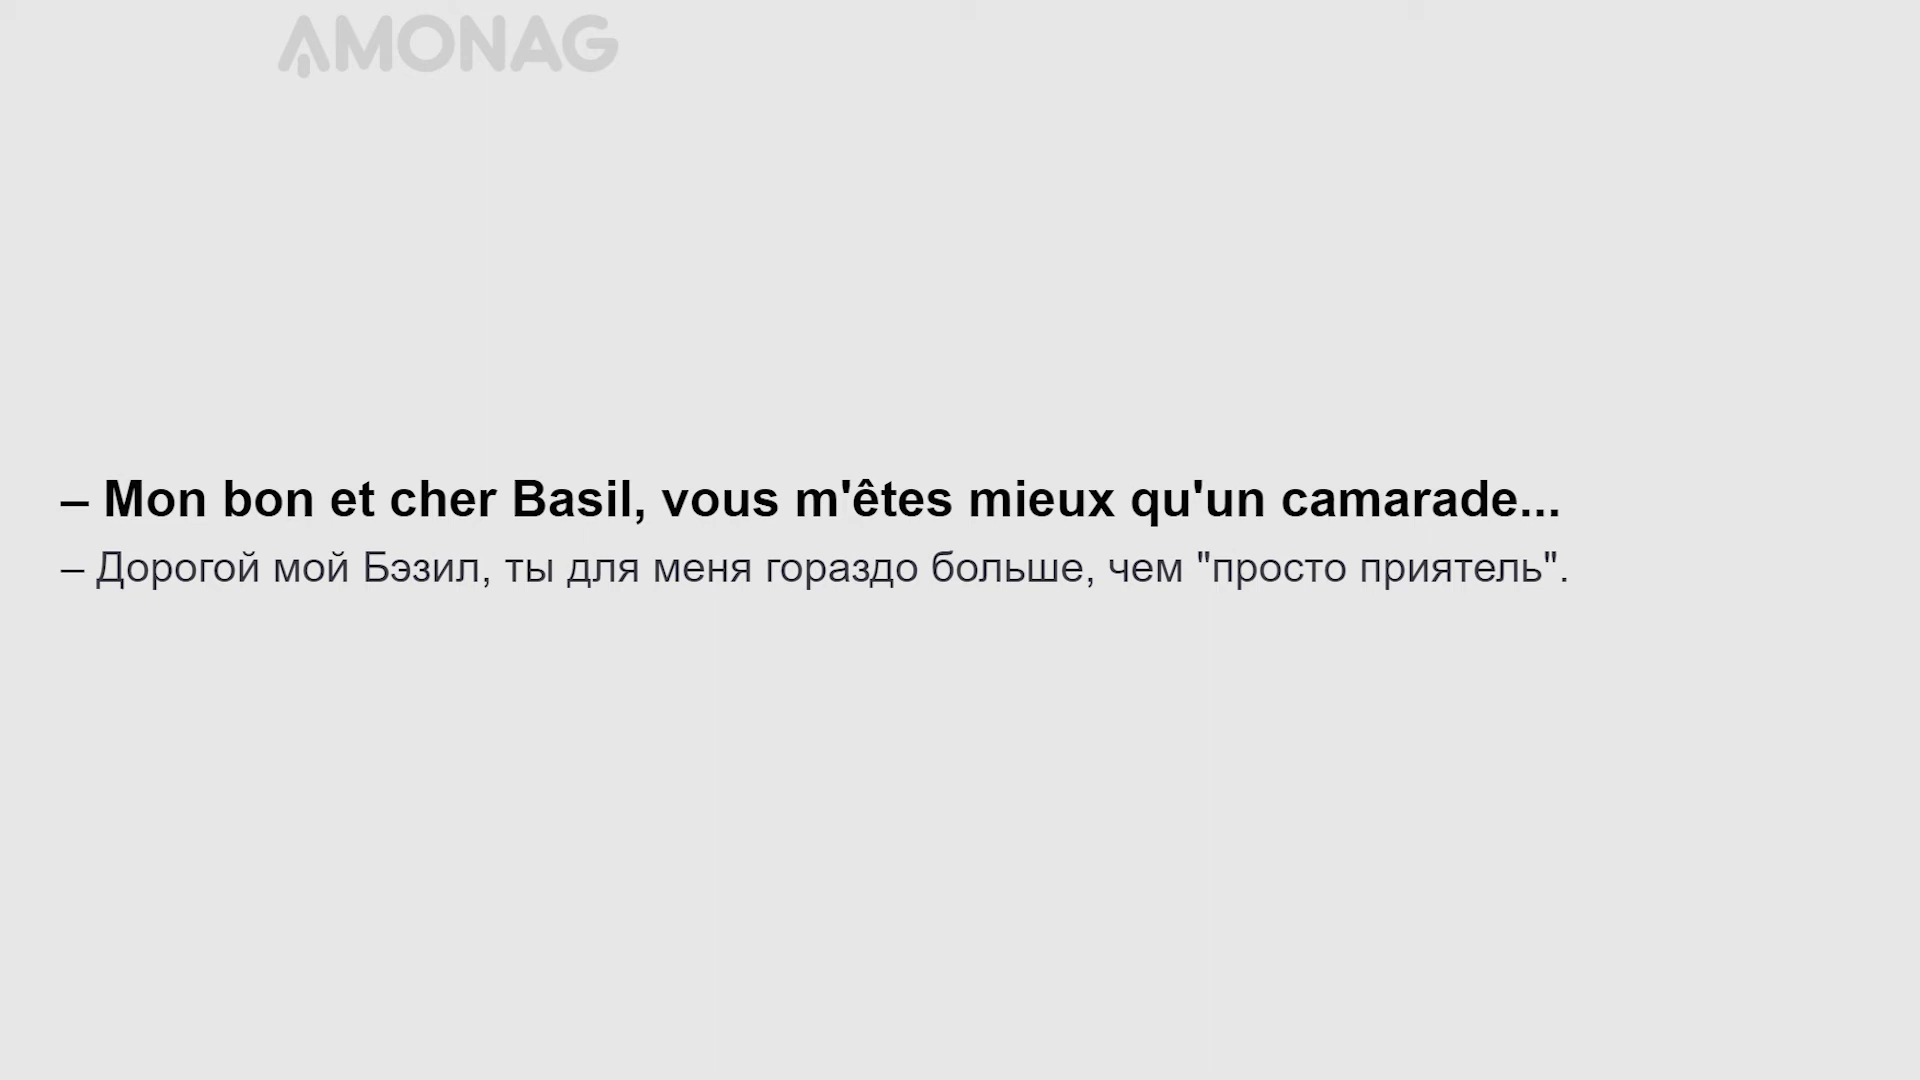 AMONAG
– Mon bon et cher Basil, vous m'êtes mieux qu'un camarade...
– Дорогой мой Бэзил, ты для меня гораздо больше, чем "просто приятель".